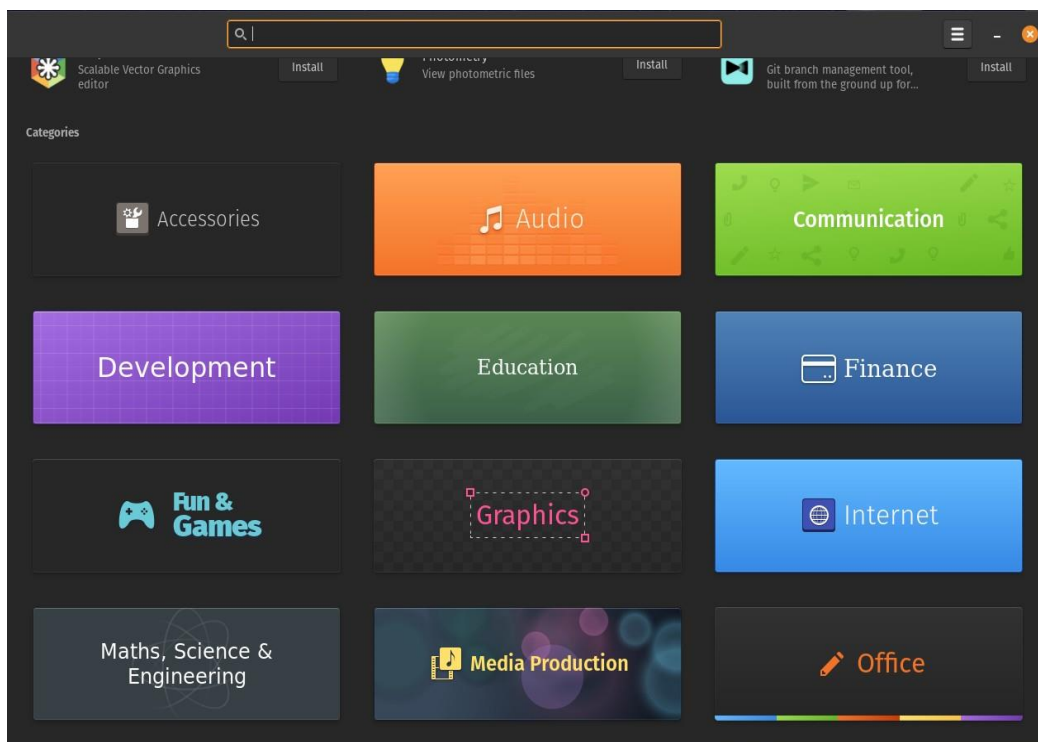 Scalable Vector Graphics
editor
Install
Photometry
View photometric files
Install
Git branch management tool,
built from the ground up for...
Install
Categories
Accessories
Audio
Communication
Development
Education
Finance
Fun &
Games
Graphics
Internet
Maths, Science &
Engineering
Media Production
Office